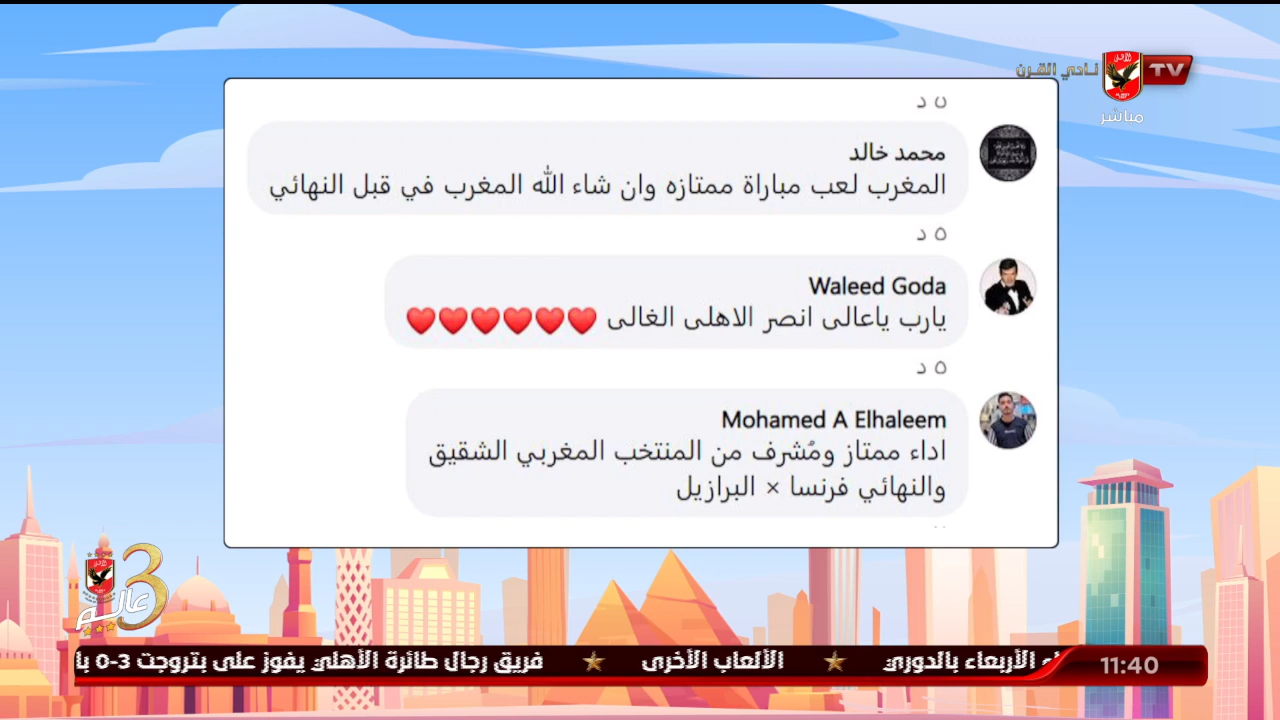 نادي القرن
TV
مباشر
٥ د
محمد خالد
المغرب لعب مباراة ممتازه وان شاء الله المغرب في قبل النهائي
٥ د
Waleed Goda
يارب ياعالى انصر الاهلى الغالى ❤️❤️❤️❤️❤️❤️
٥ د
Mohamed A Elhaleem
اداء ممتاز ومُشرف من المنتخب المغربي الشقيق
والنهائي فرنسا × البرازيل
3 عالم
الأربعاء بالدوري ★ الألعاب الأخرى ★ فريق رجال طائرة الأهلي يفوز على بتروجت 3-0
11:40